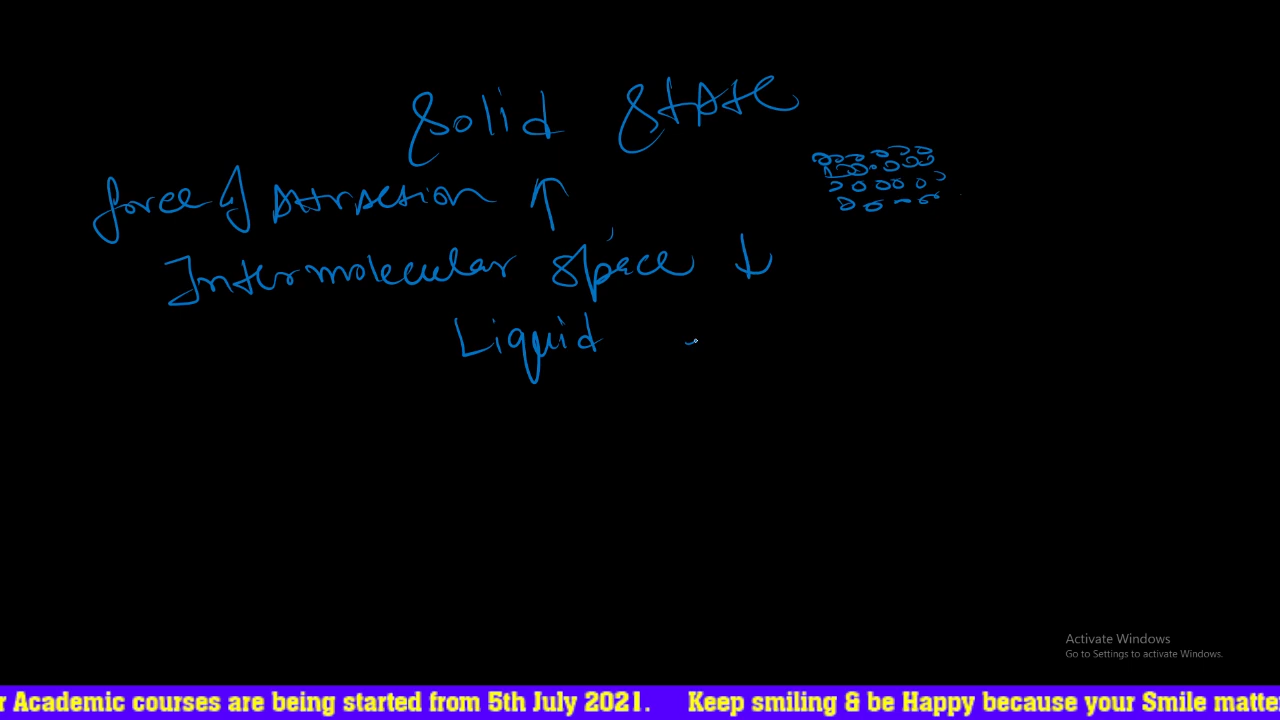 Solid State
force of Attraction ↑
Intermolecular space ↓
Liquid
Activate Windows
Go to Settings to activate Windows.
r Academic courses are being started from 5th July 2021. Keep smiling & be Happy because your Smile matte